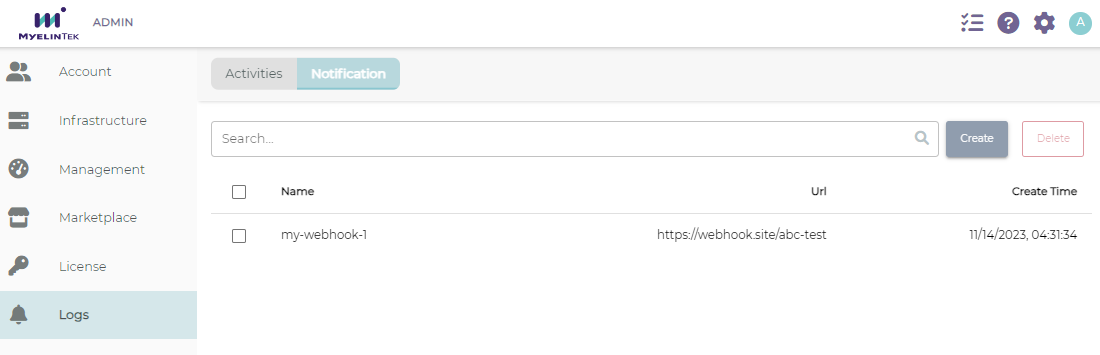 MYELINTEK ADMIN ? A
Account
Activities Notification
Infrastructure
Search... Create Delete
Management
Name Url Create Time
Marketplace
my-webhook-1 https://webhook.site/abc-test 11/14/2023, 04:31:34
License
Logs